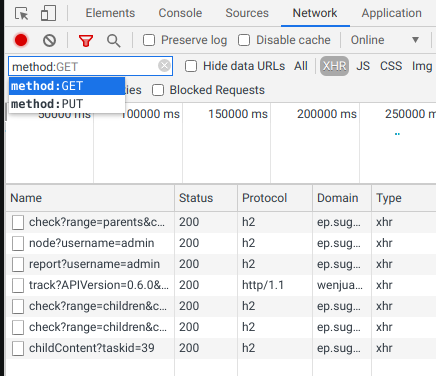 Elements Console Sources Network Application
Preserve log Disable cache Online
method:GET Hide data URLs All XHR JS CSS Img
method:GET ies Blocked Requests
method:PUT
50000 ms 100000 ms 150000 ms 200000 ms 250000 ms
Name Status Protocol Domain Type
check?range=parents&c... 200 h2 ep.sug... xhr
node?username=admin 200 h2 ep.sug... xhr
report?username=admin 200 h2 ep.sug... xhr
track?APIVersion=0.6.0&... 200 http/1.1 wenjua... xhr
check?range=children&c... 200 h2 ep.sug... xhr
check?range=children&c... 200 h2 ep.sug... xhr
childContent?taskid=39 200 h2 ep.sug... xhr